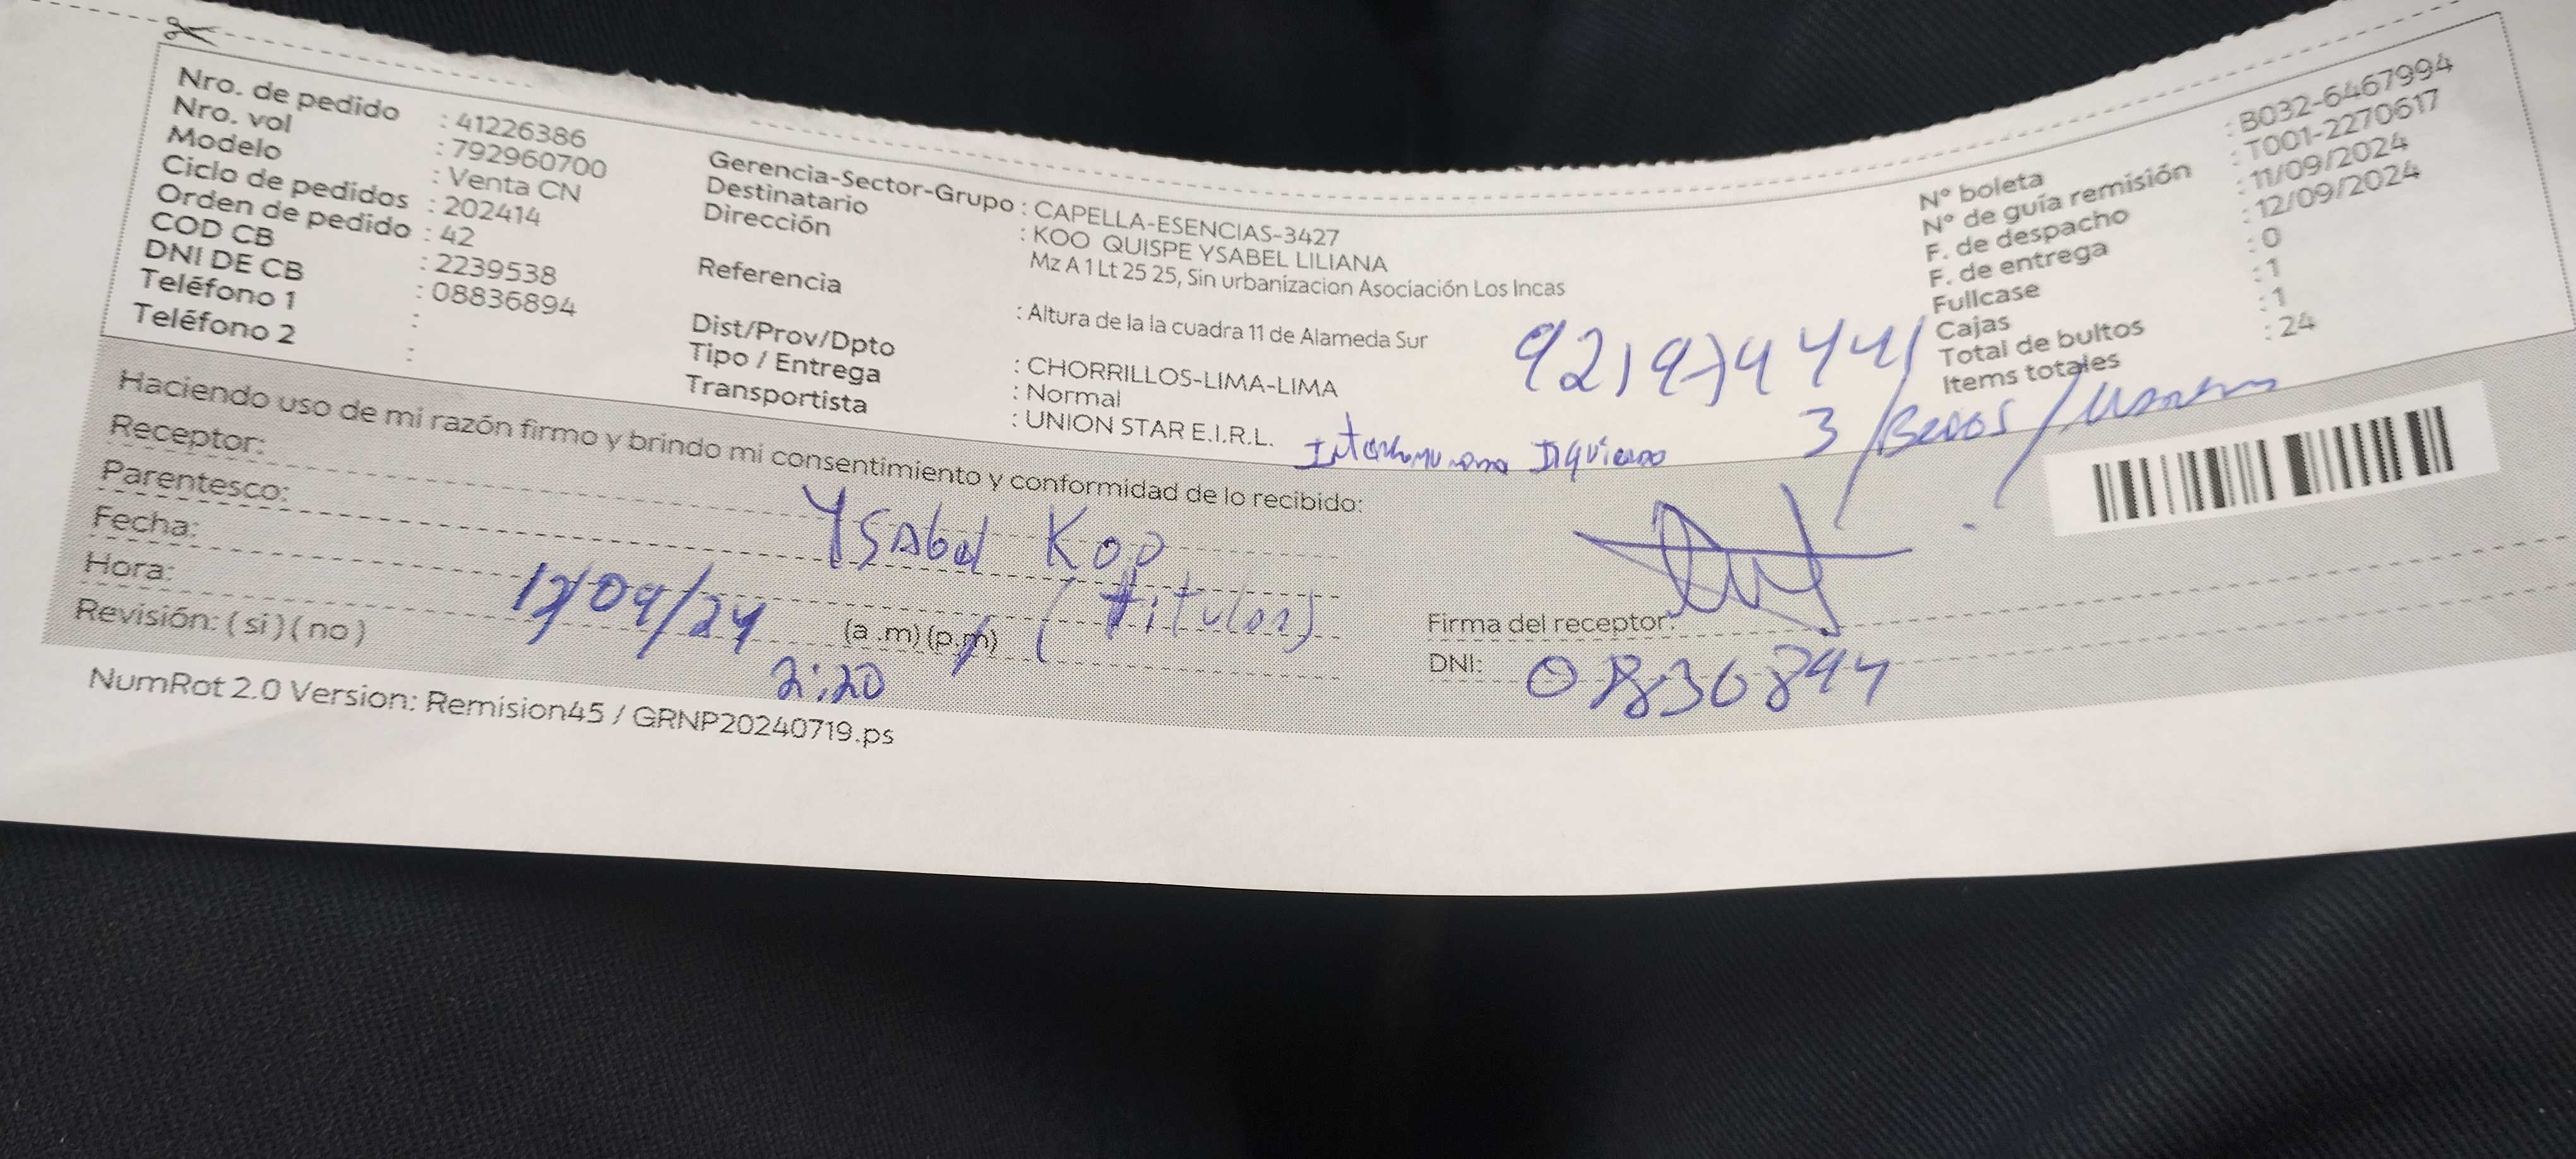 Nro. de pedido : 41226386
Nro. vol : 792960700
Modelo : Venta CN
Ciclo de pedidos : 202414
Orden de pedido : 42
COD CB : 2239538
DNI DE CB : 08836894
Teléfono 1 :
Teléfono 2 :
Gerencia-Sector-Grupo : CAPELLA-ESENCIAS-3427
Destinatario : KOO QUISPE YSABEL LILIANA
Dirección Mz A 1 Lt 25 25, Sin urbanizacion Asociación Los Incas
Referencia : Altura de la la cuadra 11 de Alameda Sur
Dist/Prov/Dpto : CHORRILLOS-LIMA-LIMA
Tipo / Entrega : Normal
Transportista : UNION STAR E.I.R.L.
N° boleta : B032-6467994
N° de guía remisión : T001-2270617
F. de despacho : 11/09/2024
F. de entrega : 12/09/2024
Fullcase : 0
Cajas : 1
Total de bultos : 1
Items totales : 24
3
Haciendo uso de mi razón firmo y brindo mi consentimiento y conformidad de lo recibido:
Receptor: Ysabel Koo
Parentesco:
Fecha: 12/09/24
Hora: 2:20 (a .m) (p.m)
Revisión: ( si ) ( no )
Firma del receptor:
DNI: 08836894
NumRot 2.0 Version: Remision45 / GRNP20240719.ps